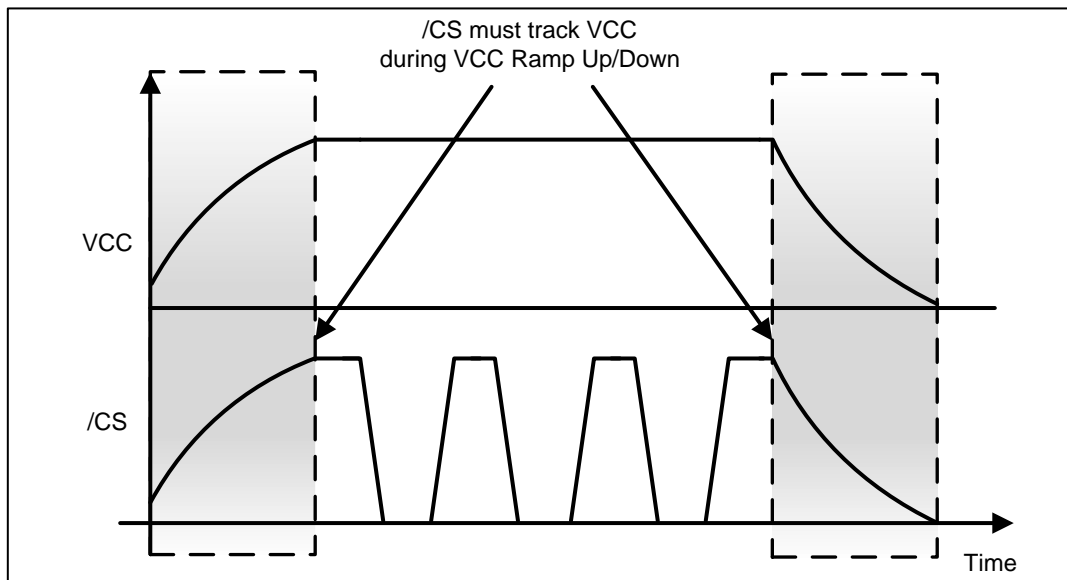 /CS must track VCC
during VCC Ramp Up/Down
VCC
/CS
Time